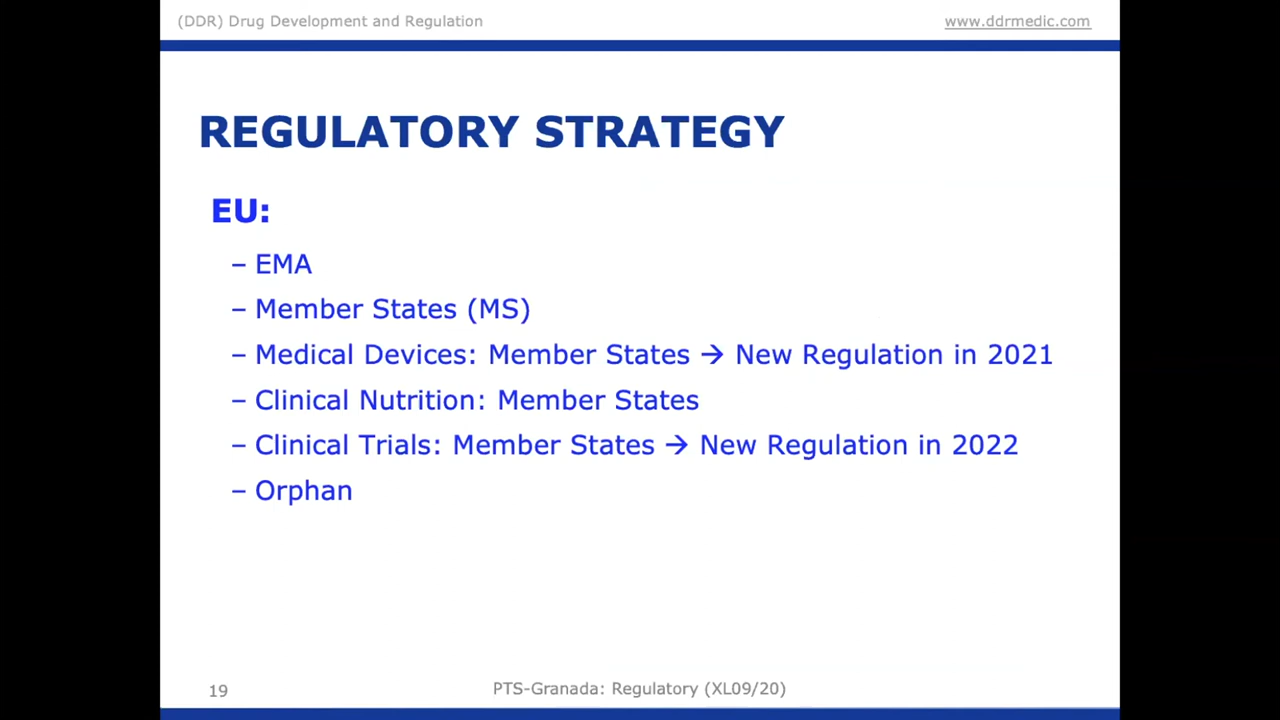 (DDR) Drug Development and Regulation
www.ddrmedic.com
REGULATORY STRATEGY
EU:
– EMA
– Member States (MS)
– Medical Devices: Member States → New Regulation in 2021
– Clinical Nutrition: Member States
– Clinical Trials: Member States → New Regulation in 2022
– Orphan
19
PTS-Granada: Regulatory (XL09/20)